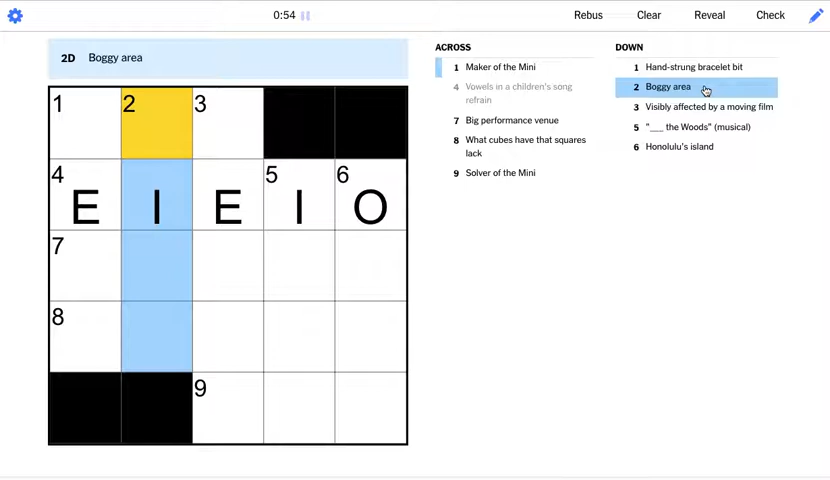 0:54
Rebus Clear Reveal Check
2D Boggy area
1 2 3
4 5 6
E I E I O
7
8
9
ACROSS
1 Maker of the Mini
4 Vowels in a children's song
refrain
7 Big performance venue
8 What cubes have that squares
lack
9 Solver of the Mini
DOWN
1 Hand-strung bracelet bit
2 Boggy area
3 Visibly affected by a moving film
5 "___ the Woods" (musical)
6 Honolulu's island